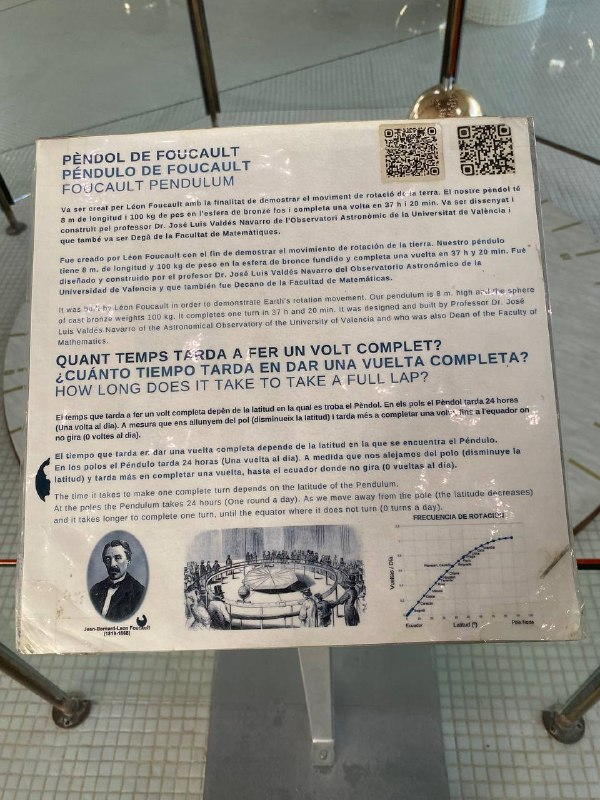 PÈNDOL DE FOUCAULT
PÉNDULO DE FOUCAULT
FOUCAULT PENDULUM
Va ser creat per Léon Foucault amb la finalitat de demostrar el moviment de rotació de la terra. El nostre pèndol té
8 m de longitud i 100 kg de pes en l'esfera de bronze fos i completa una volta en 37 h i 20 min. Va ser dissenyat i
construït pel professor Dr. José Luis Valdés Navarro de l'Observatori Astronòmic de la Universitat de València i
que també va ser Degà de la Facultat de Matemàtiques.
Fue creado por Léon Foucault con el fin de demostrar el movimiento de rotación de la tierra. Nuestro péndulo
tiene 8 m. de longitud y 100 kg de peso en la esfera de bronce fundido y completa una vuelta en 37 h y 20 min. Fue
diseñado y construido por el profesor Dr. José Luis Valdés Navarro del Observatorio Astronómico de la
Universidad de Valencia y que también fue Decano de la Facultad de Matemáticas.
It was built by Léon Foucault in order to demonstrate Earth's rotation movement. Our pendulum is 8 m. high and the sphere
of cast bronze weights 100 kg. It completes one turn in 37 h and 20 min. It was designed and built by Professor Dr. José
Luis Valdés Navarro of the Astronomical Observatory of the University of Valencia and who was also Dean of the Faculty of
Mathematics.
QUANT TEMPS TARDA A FER UN VOLT COMPLET?
¿CUÁNTO TIEMPO TARDA EN DAR UNA VUELTA COMPLETA?
HOW LONG DOES IT TAKE TO TAKE A FULL LAP?
El temps que tarda a fer un volt completa depèn de la latitud en la qual es troba el Pèndol. En els pols el Pèndol tarda 24 hores
(Una volta al dia). A mesura que ens allunyem del pol (disminueix la latitud) i tarda més a completar una volta, fins a l'equador on
no gira (0 voltes al dia).
El tiempo que tarda en dar una vuelta completa depende de la latitud en la que se encuentra el Péndulo.
En los polos el Péndulo tarda 24 horas (Una vuelta al día). A medida que nos alejamos del polo (disminuye la
latitud) y tarda más en completar una vuelta, hasta el ecuador donde no gira (0 vueltas al día).
The time it takes to make one complete turn depends on the latitude of the Pendulum.
At the poles the Pendulum takes 24 hours (One round a day). As we move away from the pole (the latitude decreases)
and it takes longer to complete one turn, until the equator where it does not turn (0 turns a day).
Jean-Bernard-Léon Foucault
(1819-1868)
FRECUENCIA DE ROTACIÓN
Vueltas / Día
Caracas
Bogotá
Ecuador
Latitud (º)
Polo Norte